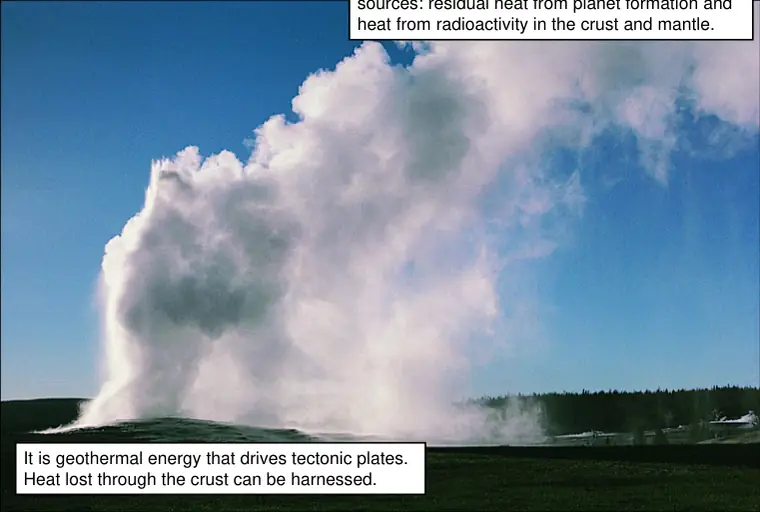 sources: residual heat from planet formation and
heat from radioactivity in the crust and mantle.
It is geothermal energy that drives tectonic plates.
Heat lost through the crust can be harnessed.